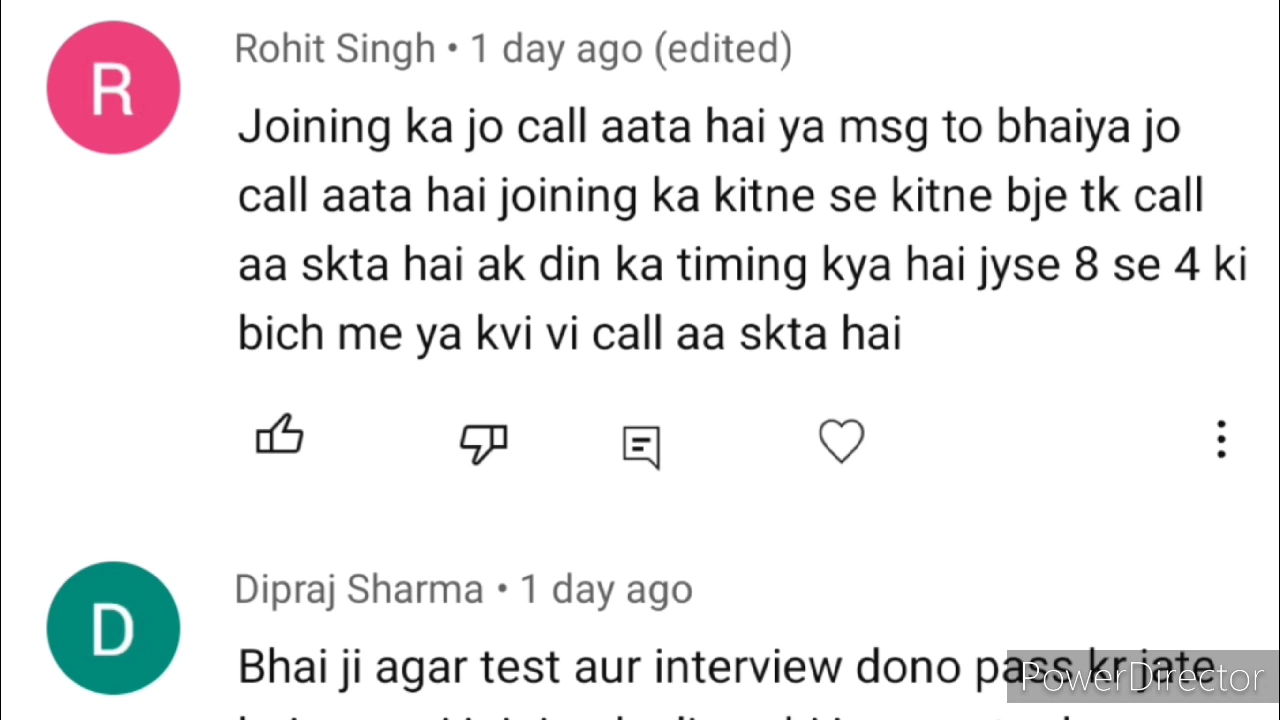 R
Rohit Singh • 1 day ago (edited)
Joining ka jo call aata hai ya msg to bhaiya jo
call aata hai joining ka kitne se kitne bje tk call
aa skta hai ak din ka timing kya hai jyse 8 se 4 ki
bich me ya kvi vi call aa skta hai
D
Dipraj Sharma • 1 day ago
Bhai ji agar test aur interview dono pass kr jate
PowerDirector